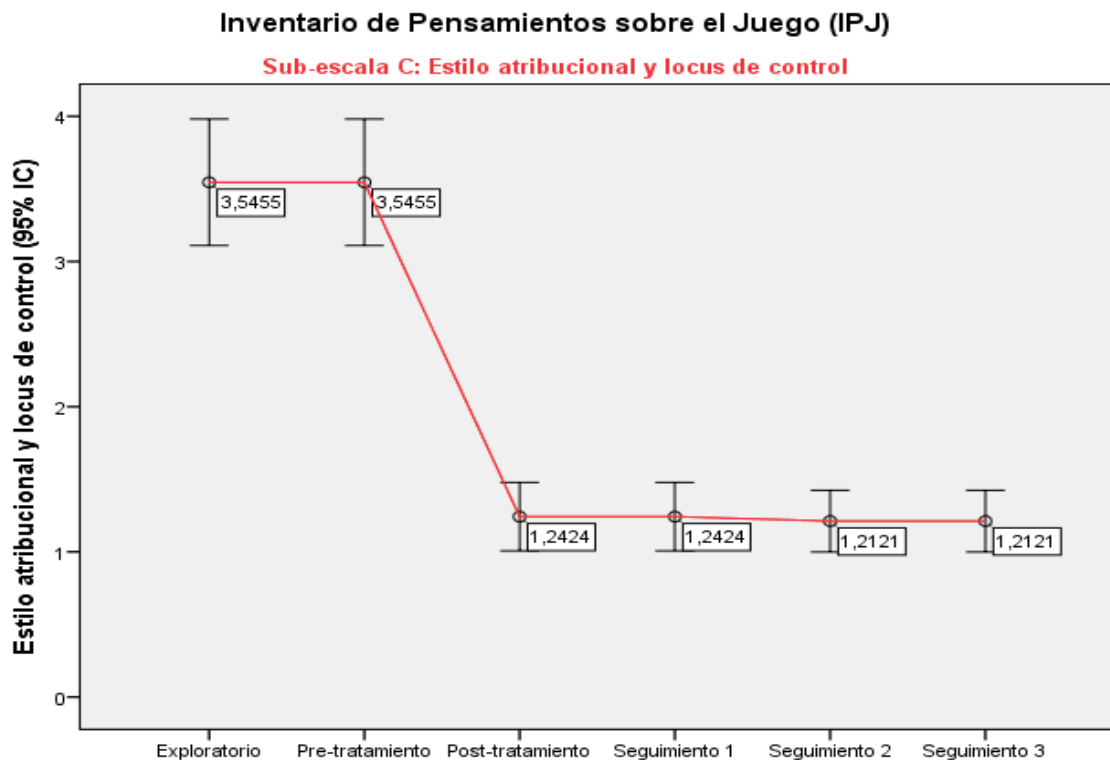 Inventario de Pensamientos sobre el Juego (IPJ)
Sub-escala C: Estilo atribucional y locus de control
Estilo atribucional y locus de control (95% IC)
4
3
2
1
0
3,5455
3,5455
1,2424
1,2424
1,2121
1,2121
Exploratorio
Pre-tratamiento
Post-tratamiento
Seguimiento 1
Seguimiento 2
Seguimiento 3